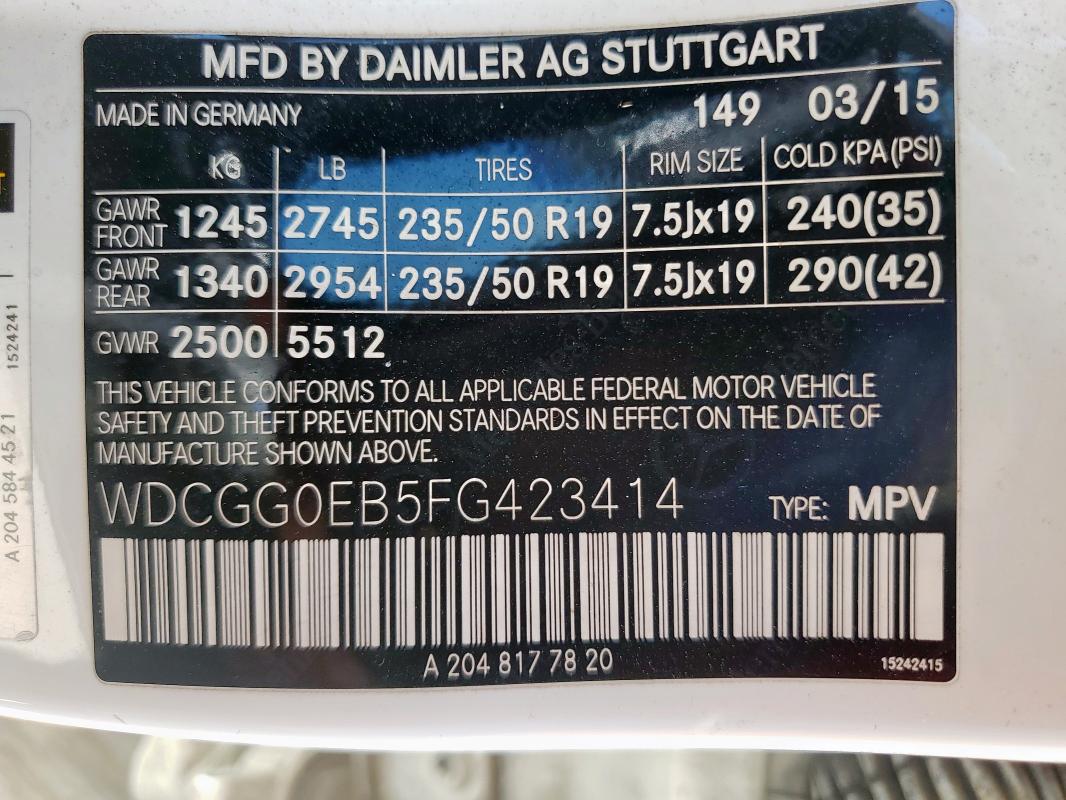 MFD BY DAIMLER AG STUTTGART
MADE IN GERMANY 149 03/15
KG LB TIRES RIM SIZE COLD KPA (PSI)
GAWR FRONT 1245 2745 235/50 R19 7.5Jx19 240(35)
GAWR REAR 1340 2954 235/50 R19 7.5Jx19 290(42)
GVWR 2500 5512
THIS VEHICLE CONFORMS TO ALL APPLICABLE FEDERAL MOTOR VEHICLE
SAFETY AND THEFT PREVENTION STANDARDS IN EFFECT ON THE DATE OF
MANUFACTURE SHOWN ABOVE.
WDCGG0EB5FG423414 TYPE: MPV
A 204 817 78 20 15242415
A 204 584 45 21 1524241